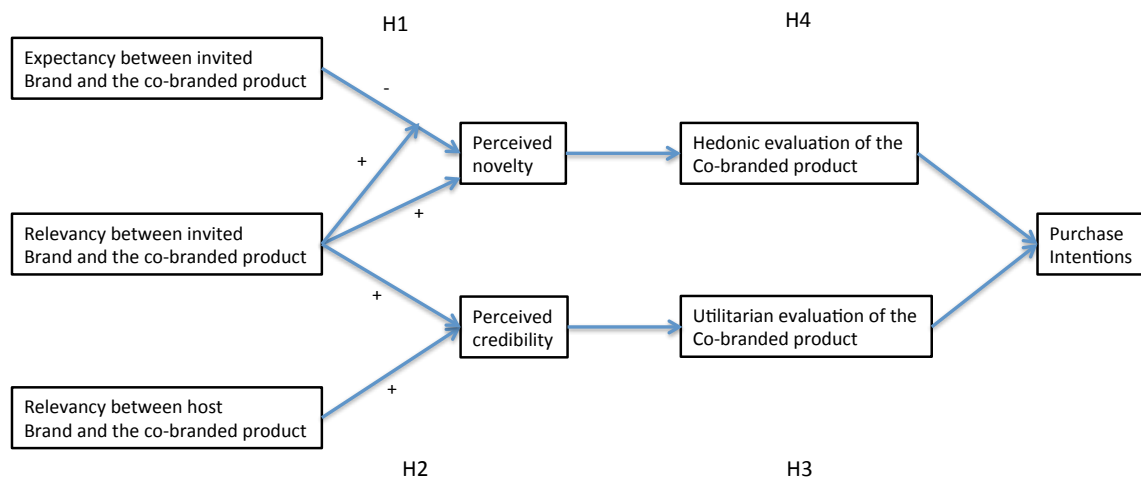 H1
H4
Expectancy between invited
Brand and the co-branded product
-
Perceived
novelty
Hedonic evaluation of the
Co-branded product
+
+
Relevancy between invited
Brand and the co-branded product
Purchase
Intentions
+
Perceived
credibility
Utilitarian evaluation of the
Co-branded product
+
Relevancy between host
Brand and the co-branded product
H2
H3